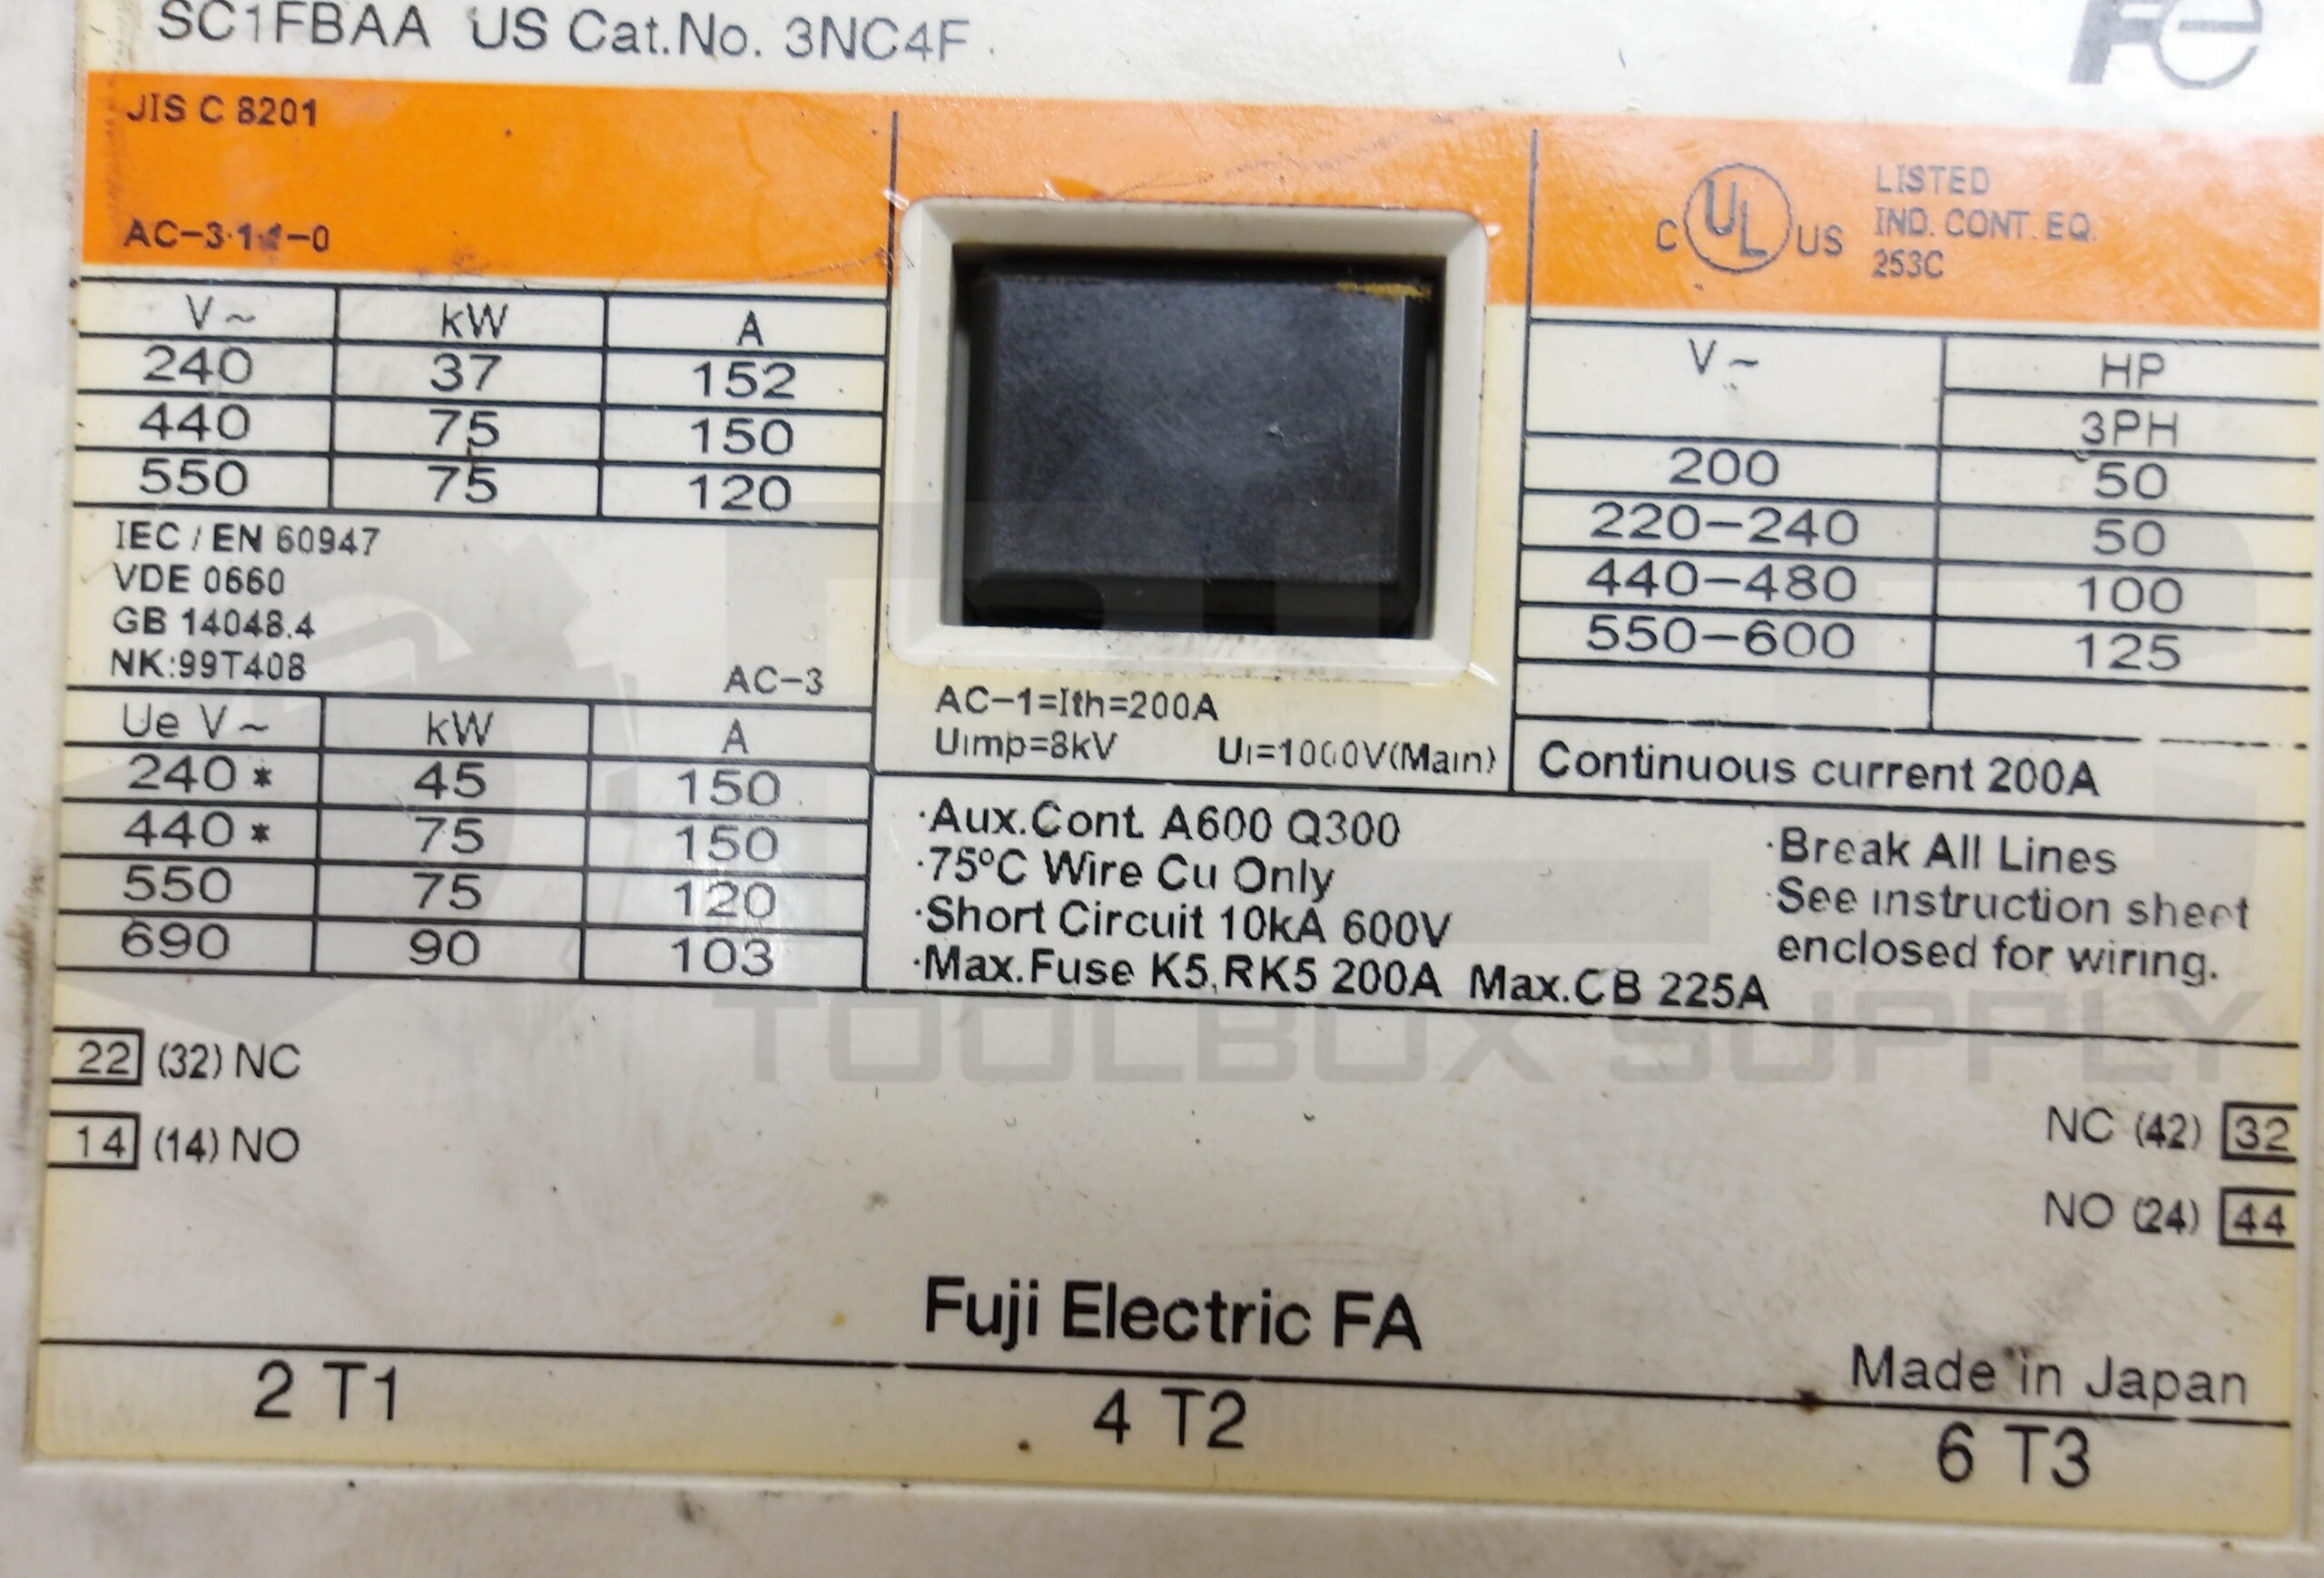 SC1FBAA US Cat.No. 3NC4F
Fe
JIS C 8201
AC-3·1·1-0
C UL US
LISTED
IND. CONT. EQ.
253C
V~ kW A
240 37 152
440 75 150
550 75 120
V~ HP
3PH
200 50
220-240 50
440-480 100
550-600 125
IEC / EN 60947
VDE 0660
GB 14048.4
NK:99T408
AC-3
Ue V~ kW A
240* 45 150
440* 75 150
550 75 120
690 90 103
AC-1=Ith=200A
Uimp=8kV Ui=1000V(Main)
Continuous current 200A
·Aux.Cont. A600 Q300
·75°C Wire Cu Only
·Short Circuit 10kA 600V
·Max.Fuse K5,RK5 200A Max.CB 225A
·Break All Lines
·See instruction sheet
enclosed for wiring.
TOOLBOX SUPPLY
22 (32) NC
14 (14) NO
NC (42) 32
NO (24) 44
Fuji Electric FA
Made in Japan
2 T1 4 T2 6 T3